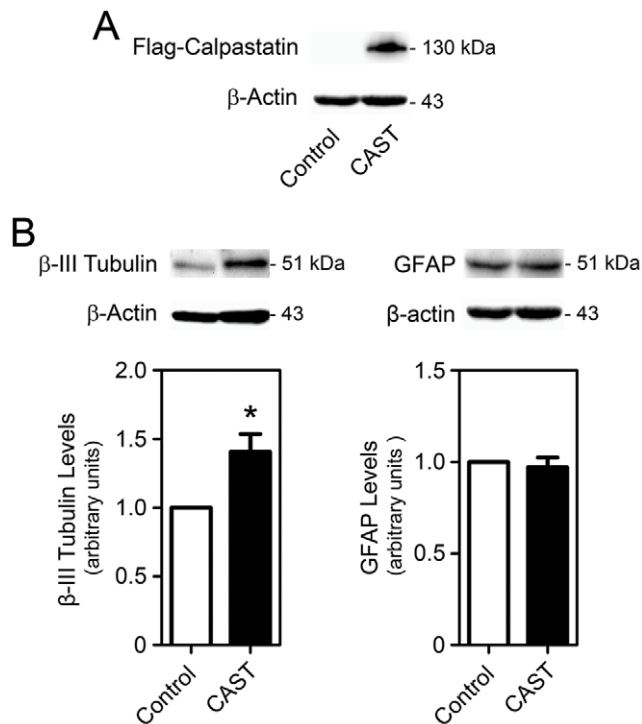 A
Flag-Calpastatin - 130 kDa
β-Actin - 43
Control CAST
B
β-III Tubulin - 51 kDa
β-Actin - 43
GFAP - 51 kDa
β-actin - 43
β-III Tubulin Levels
(arbitrary units)
2.0
1.5
*
1.0
0.5
0
Control CAST
GFAP Levels
(arbitrary units )
1.5
1.0
0.5
0
Control CAST